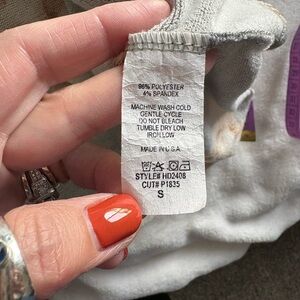 96% POLYESTER
4% SPANDEX
MACHINE WASH COLD
GENTLE CYCLE
DO NOT BLEACH
TUMBLE DRY LOW
IRON LOW
MADE IN U.S.A
STYLE# HD2408
CUT# P1835
S